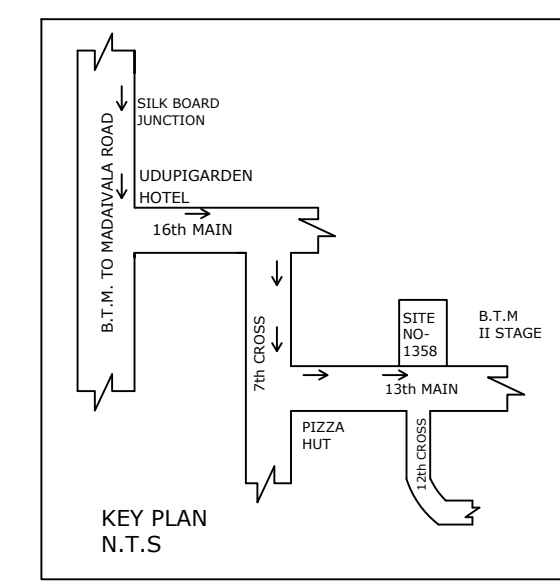 SILK BOARD
JUNCTION
B.T.M. TO MADAIVALA ROAD
UDUPIGARDEN
HOTEL
16th MAIN
7th CROSS
SITE
NO-
1358
B.T.M
II STAGE
13th MAIN
PIZZA
HUT
12th CROSS
KEY PLAN
N.T.S